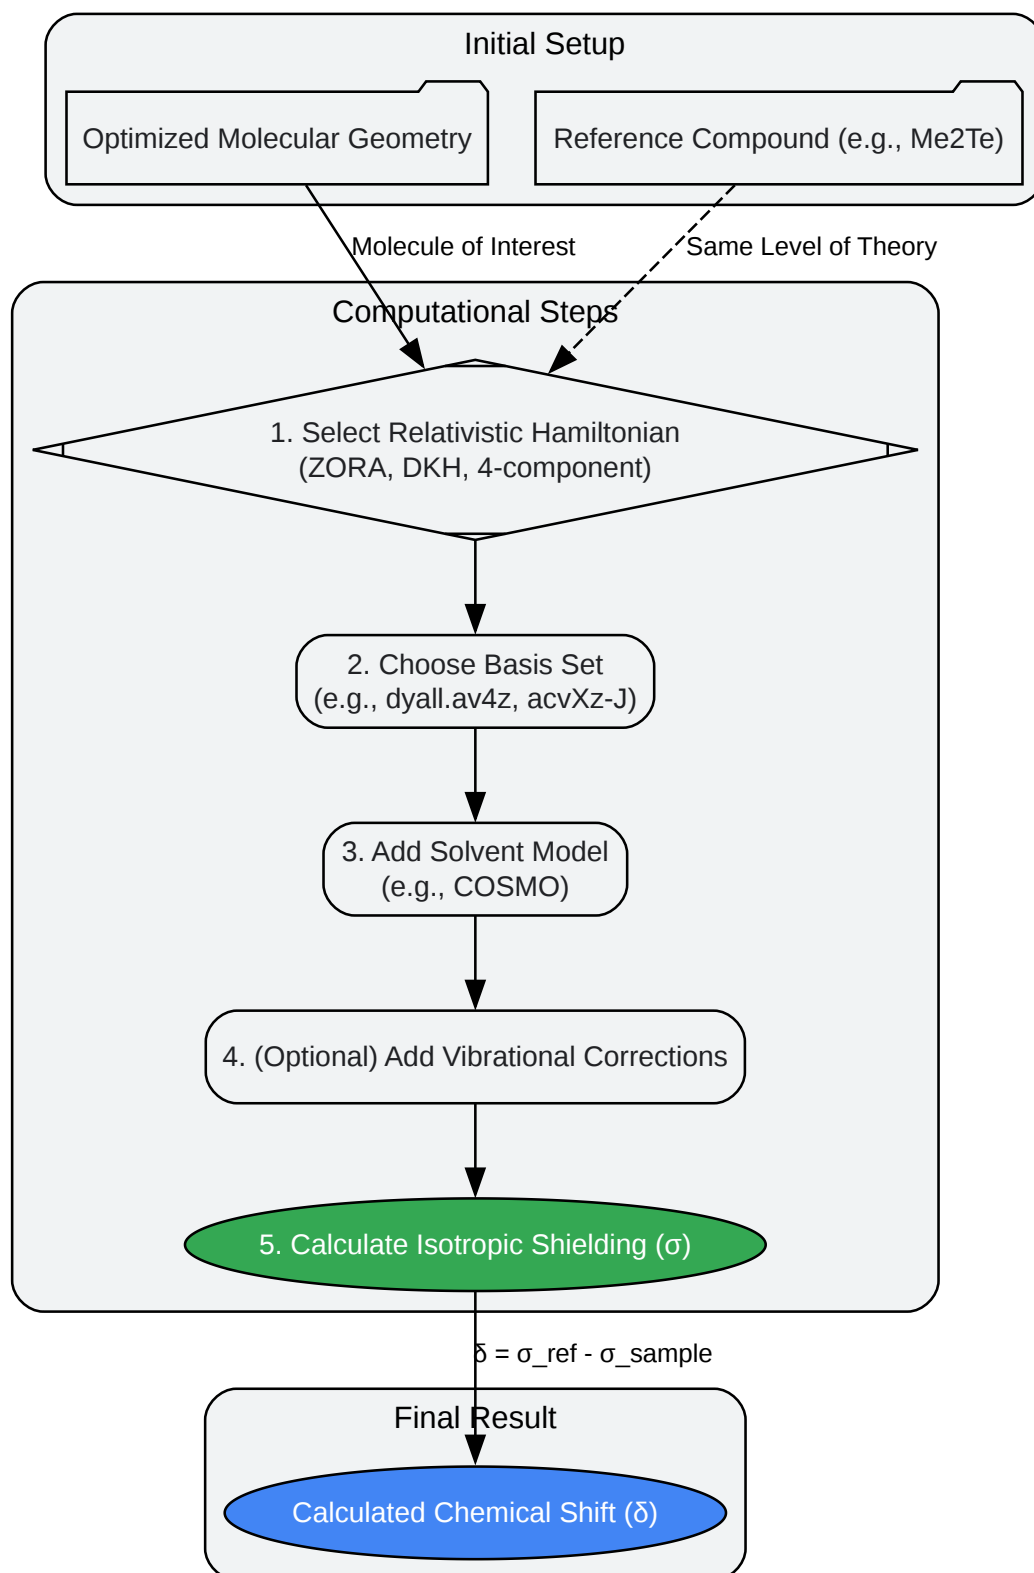 Initial Setup
Optimized Molecular Geometry
Reference Compound (e.g., Me2Te)
Molecule of Interest
Same Level of Theory
Computational Steps
1. Select Relativistic Hamiltonian
(ZORA, DKH, 4-component)
2. Choose Basis Set
(e.g., dyall.av4z, acvXz-J)
3. Add Solvent Model
(e.g., COSMO)
4. (Optional) Add Vibrational Corrections
5. Calculate Isotropic Shielding (σ)
δ = σ_ref - σ_sample
Final Result
Calculated Chemical Shift (δ)